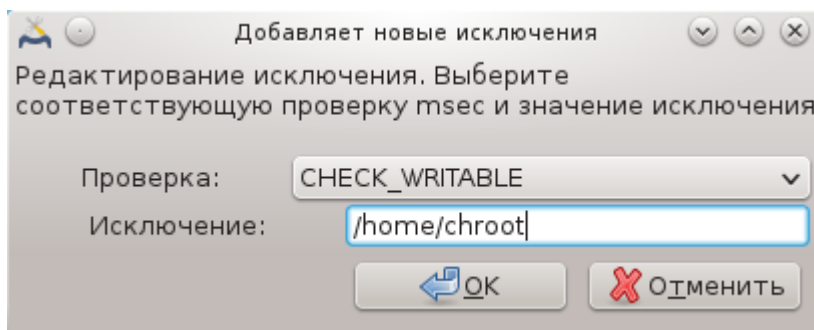 Добавляет новые исключения
Редактирование исключения. Выберите
соответствующую проверку msec и значение исключения
Проверка: CHECK_WRITABLE
Исключение: /home/chroot
OK Отменить